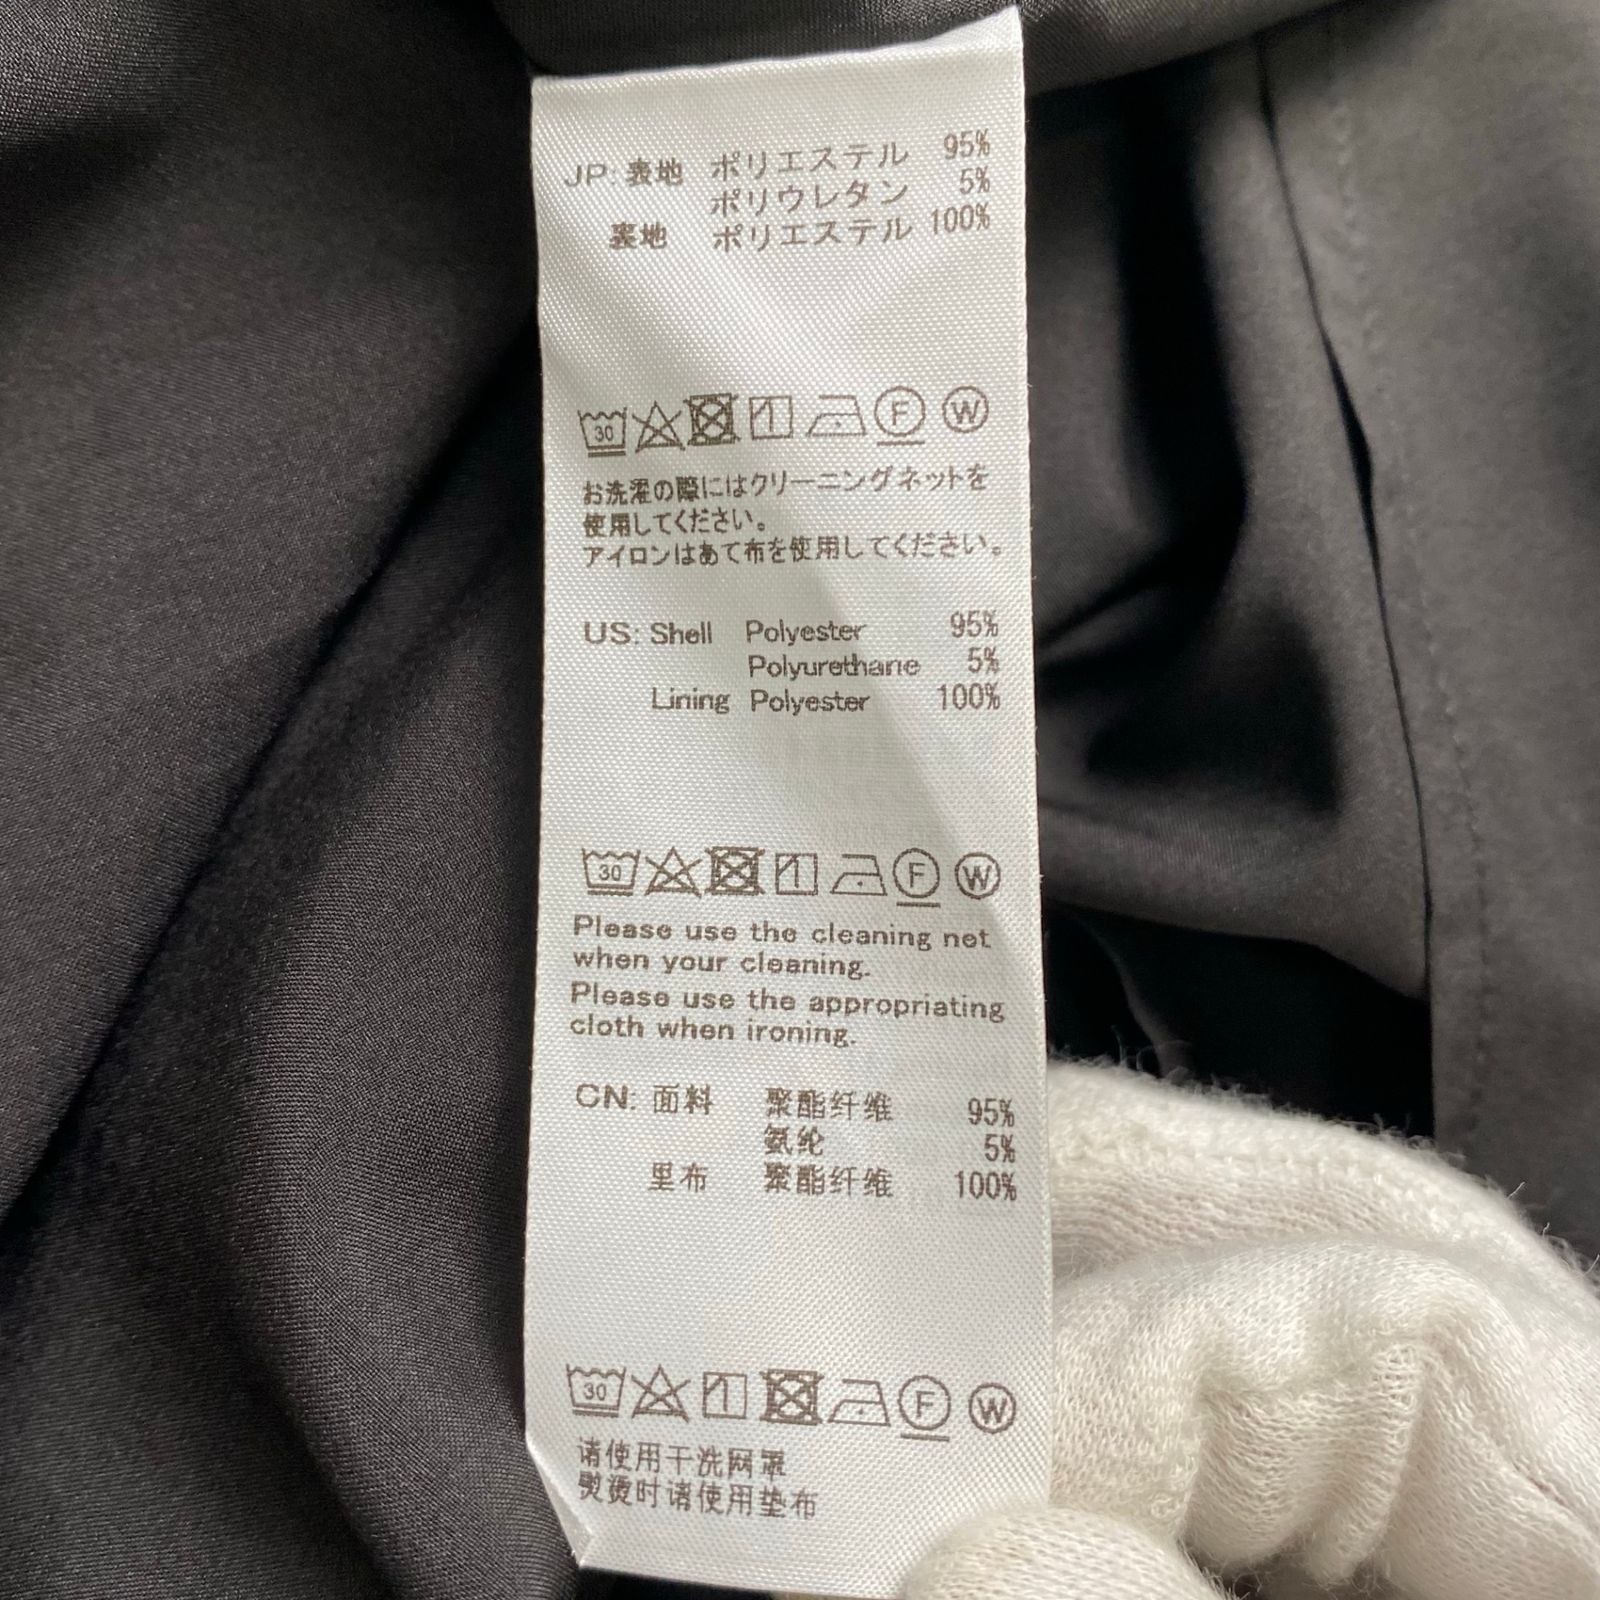 JP: 表地 ポリエステル 95%
ポリウレタン 5%
裏地 ポリエステル 100%
30 F W
お洗濯の際にはクリーニングネットを
使用してください。
アイロンはあて布を使用してください。
US: Shell Polyester 95%
Polyurethane 5%
Lining Polyester 100%
30 F W
Please use the cleaning net
when your cleaning.
Please use the appropriating
cloth when ironing.
CN: 面料 聚酯纤维 95%
氨纶 5%
里布 聚酯纤维 100%
30 F W
请使用干洗网罩
熨烫时请使用垫布